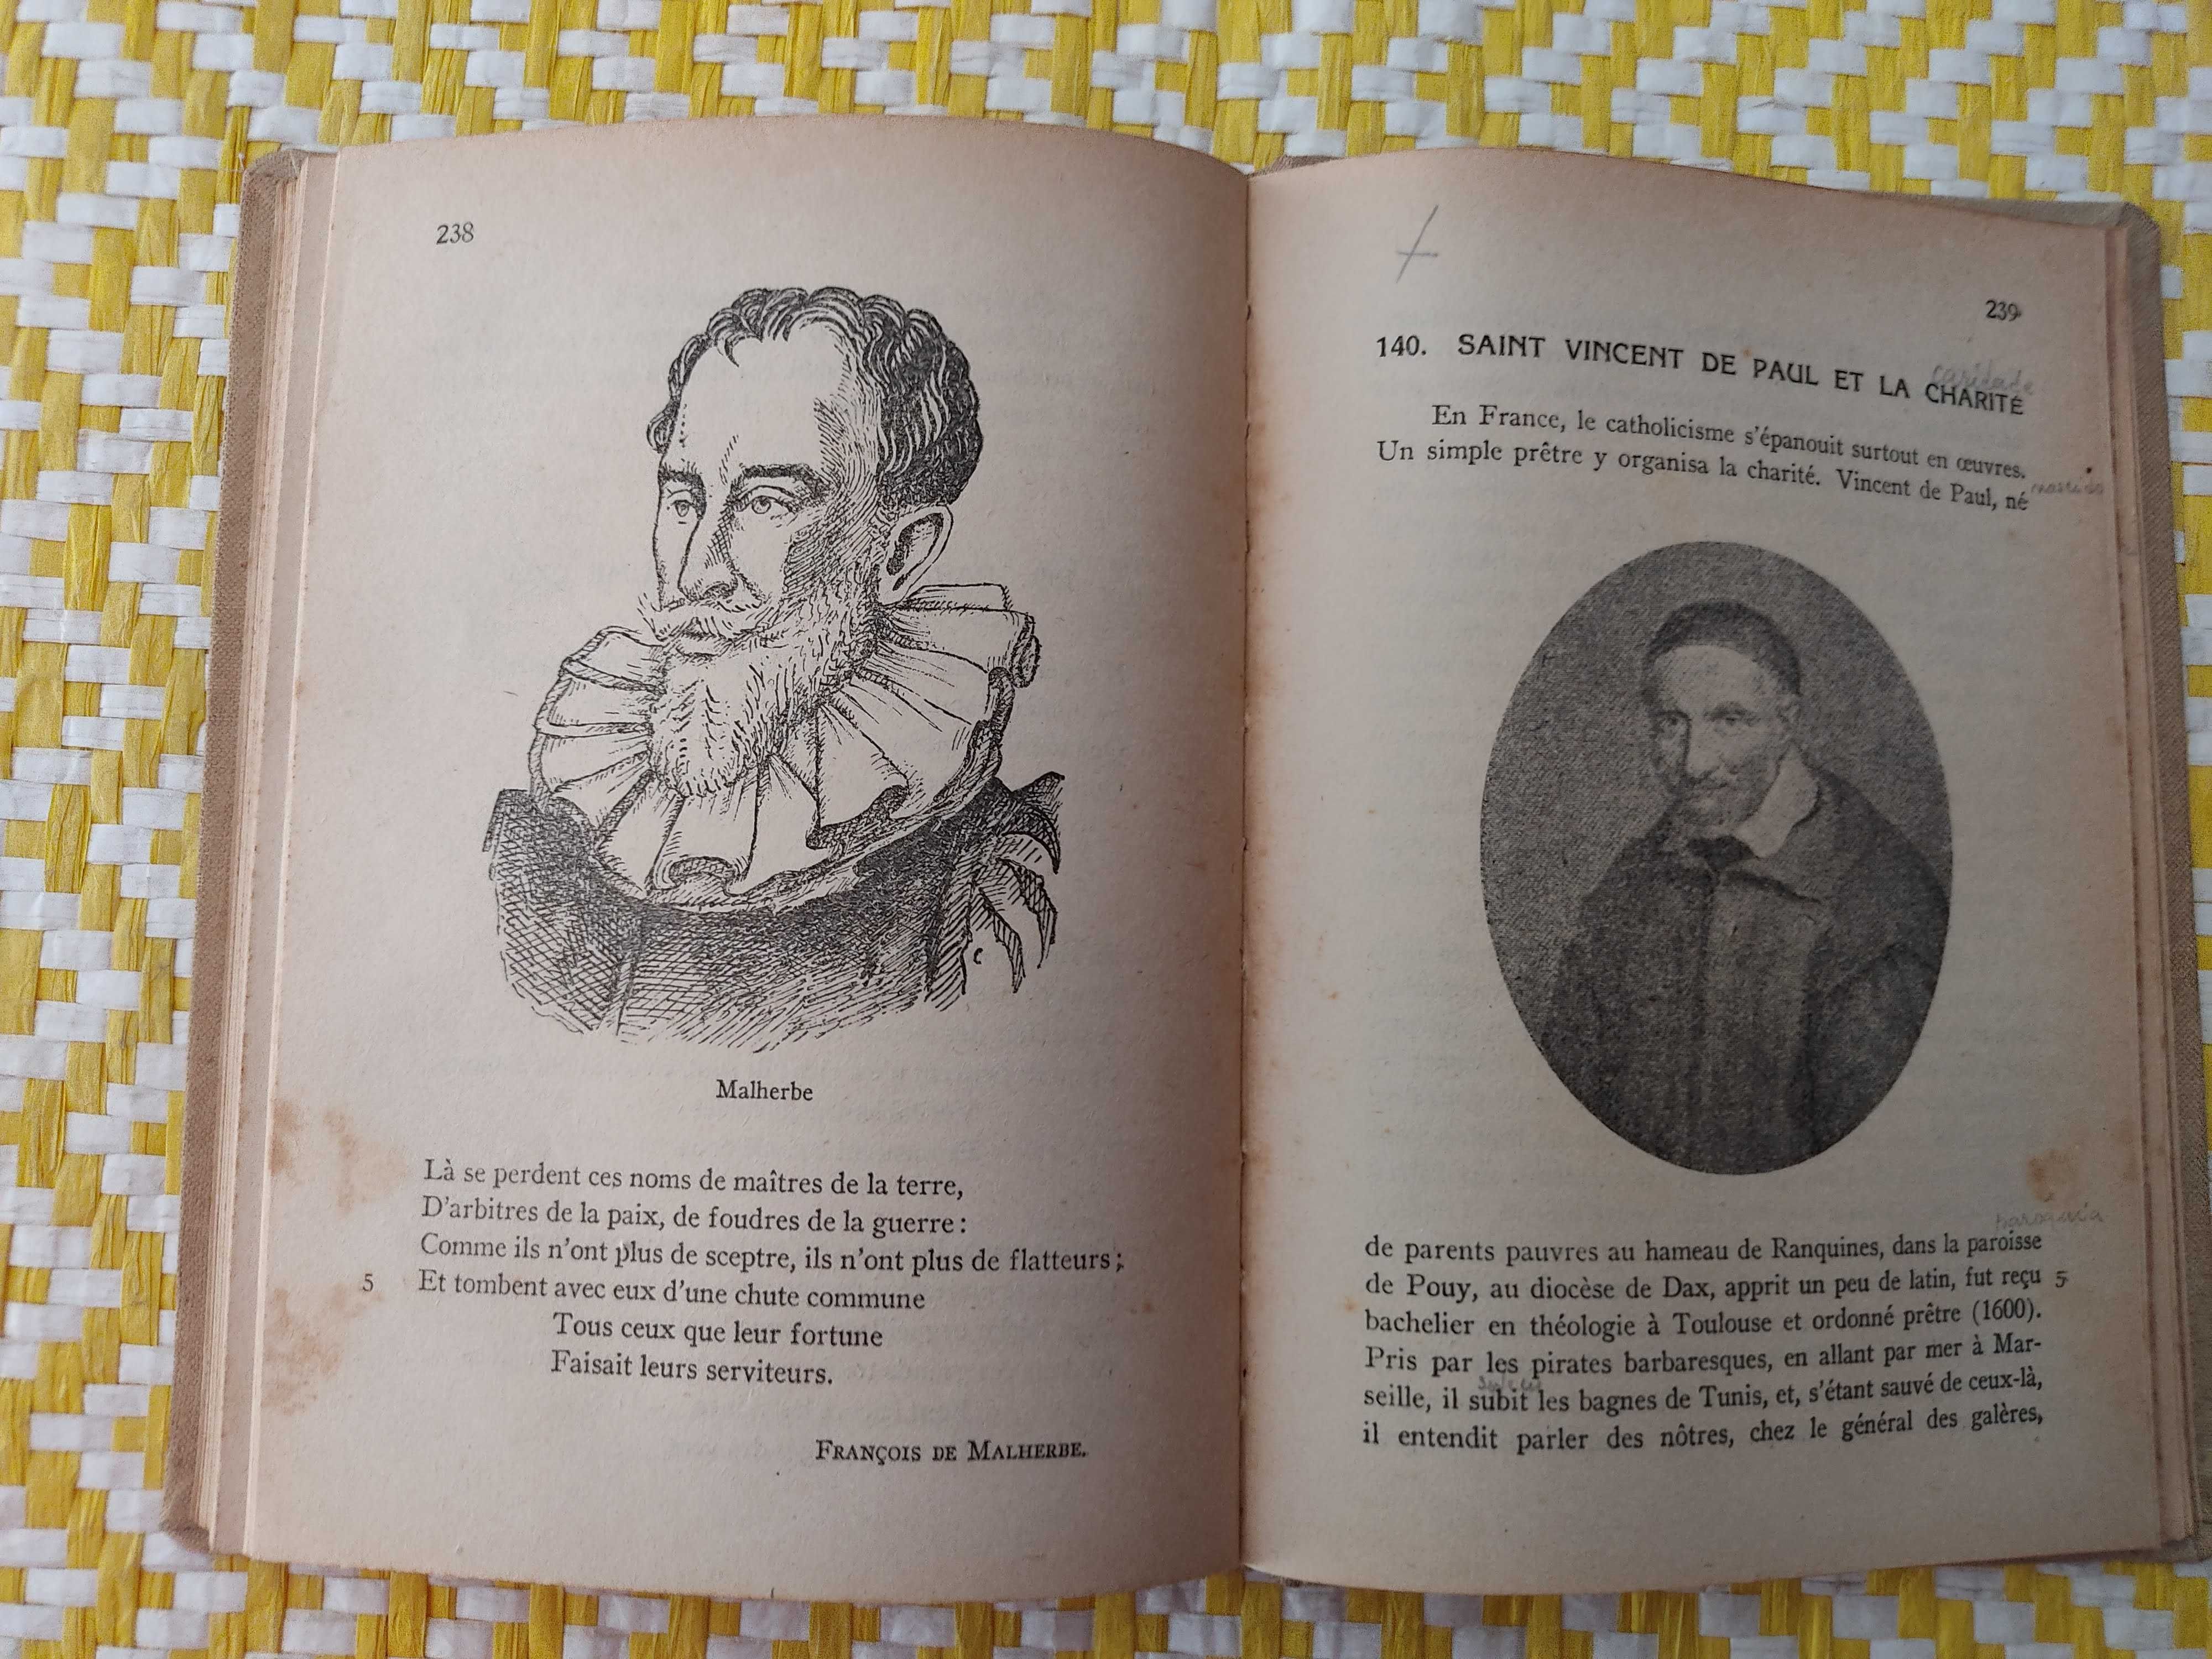 238
Malherbe
Là se perdent ces noms de maîtres de la terre,
D'arbitres de la paix, de foudres de la guerre :
Comme ils n'ont plus de sceptre, ils n'ont plus de flatteurs ;
5 Et tombent avec eux d'une chute commune
Tous ceux que leur fortune
Faisait leurs serviteurs.
FRANÇOIS DE MALHERBE.
239
caridade
140. SAINT VINCENT DE PAUL ET LA CHARITÉ
En France, le catholicisme s'épanouit surtout en œuvres.
Un simple prêtre y organisa la charité. Vincent de Paul, né
paróquia
de parents pauvres au hameau de Ranquines, dans la paroisse
de Pouy, au diocèse de Dax, apprit un peu de latin, fut reçu 5
bachelier en théologie à Toulouse et ordonné prêtre (1600).
Pris par les pirates barbaresques, en allant par mer à Mar-
seille, il subit les bagnes de Tunis, et, s'étant sauvé de ceux-là,
il entendit parler des nôtres, chez le général des galères,